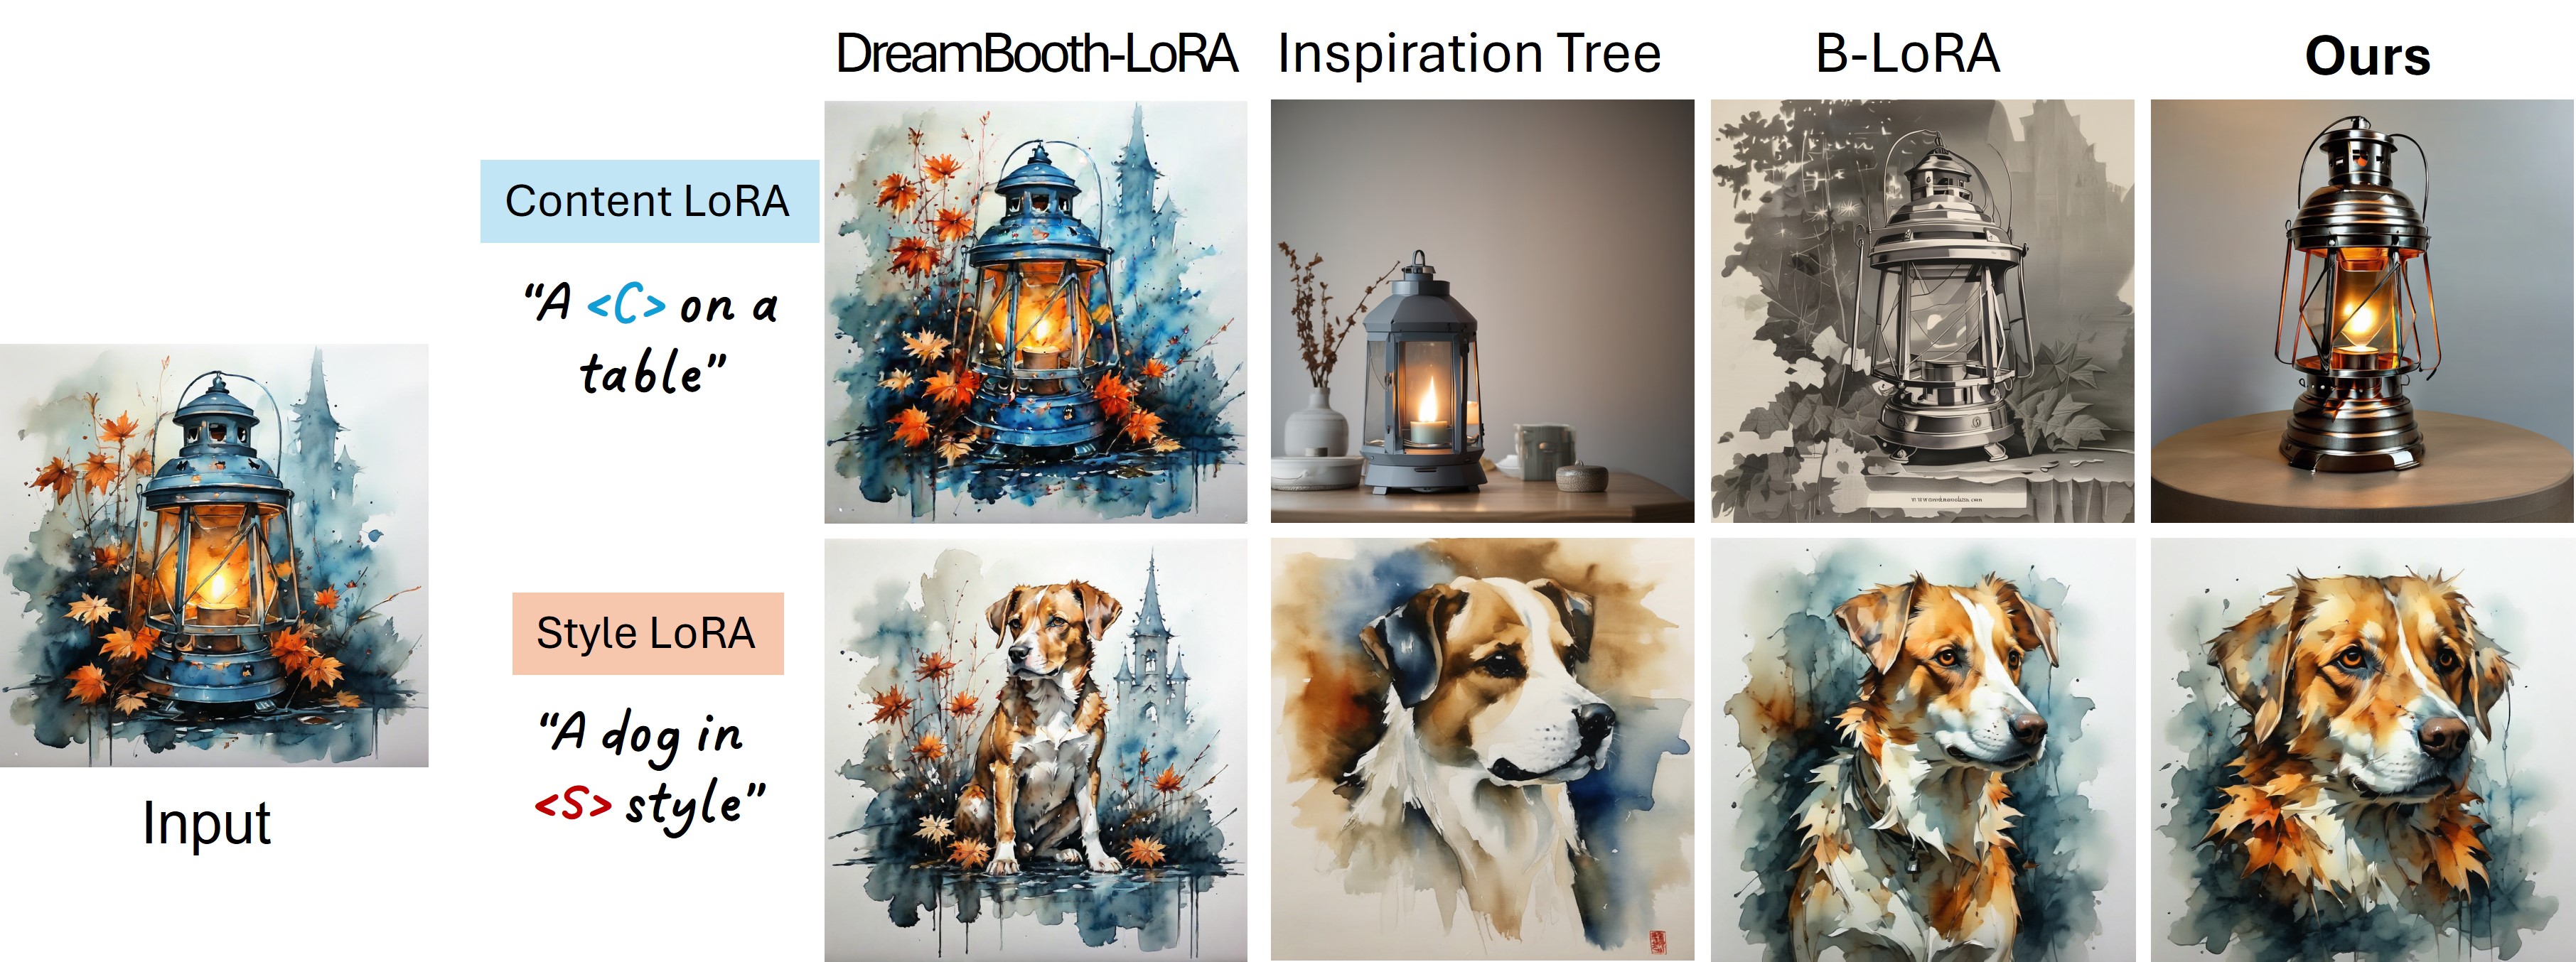 DreamBooth-LoRA
Inspiration Tree
B-LoRA
Ours
Content LoRA
“A <C> on a
table”
Style LoRA
“A dog in
<S> style”
Input